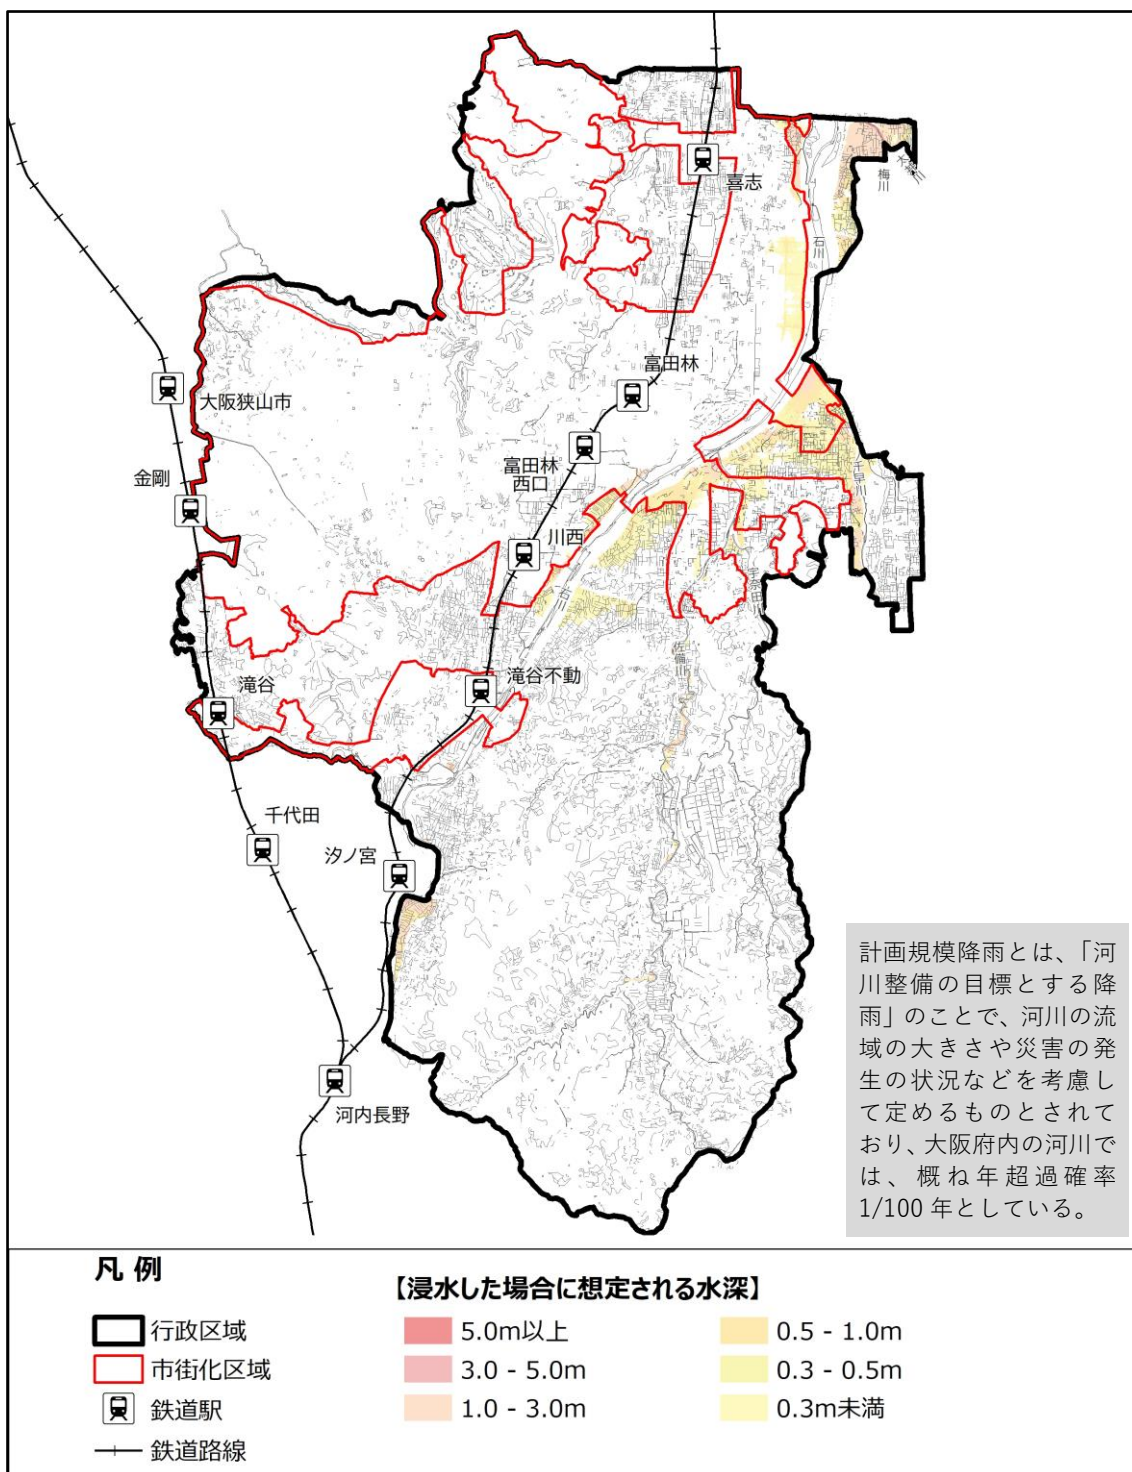 喜志
梅川
石川
富田林
大阪狭山市
富田林
西口
金剛
千早川
川西
宇奈田川
石川
佐備川
滝谷不動
滝谷
千代田
汐ノ宮
河内長野
計画規模降雨とは、「河
川整備の目標とする降
雨」のことで、河川の流
域の大きさや災害の発
生の状況などを考慮し
て定めるものとされて
おり、大阪府内の河川で
は、概ね年超過確率
1/100 年としている。
凡 例
行政区域
市街化区域
鉄道駅
鉄道路線
【浸水した場合に想定される水深】
5.0m以上
3.0 - 5.0m
1.0 - 3.0m
0.5 - 1.0m
0.3 - 0.5m
0.3m未満